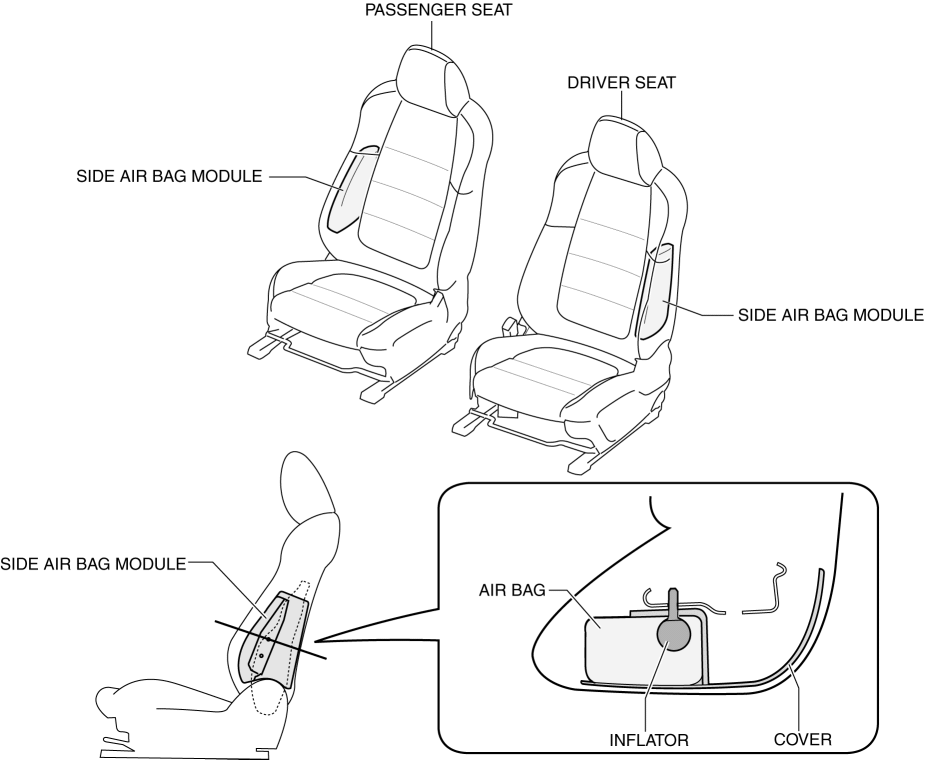 PASSENGER SEAT
DRIVER SEAT
SIDE AIR BAG MODULE
SIDE AIR BAG MODULE
SIDE AIR BAG MODULE
AIR BAG
INFLATOR
COVER